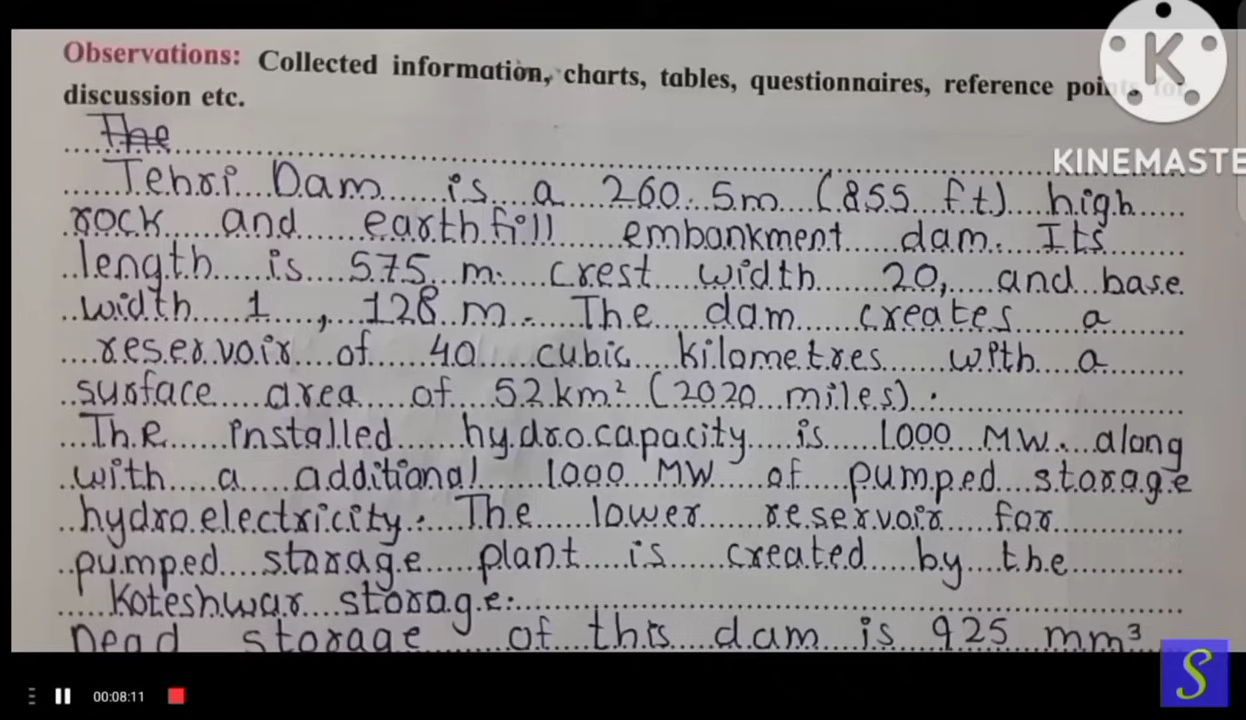 Observations: Collected information, charts, tables, questionnaires, reference points for
discussion etc.
The
Tehri Dam is a 260.5m (855 ft) high
rock and earthfill embankment dam. Its
length is 575 m. crest width 20, and base
width 1,128 m. The dam creates a
reservoir of 40 cubic kilometres with a
surface area of 52 km² (2020 miles).
The installed hydrocapacity is 1000 MW. along
with a additional 1000 MW of pumped storage
hydroelectricity. The lower reservoir for
pumped storage plant is created by the
Koteshwar storage.
Dead storage of this dam is 925 mm³
K
KINEMASTE
00:08:11
S